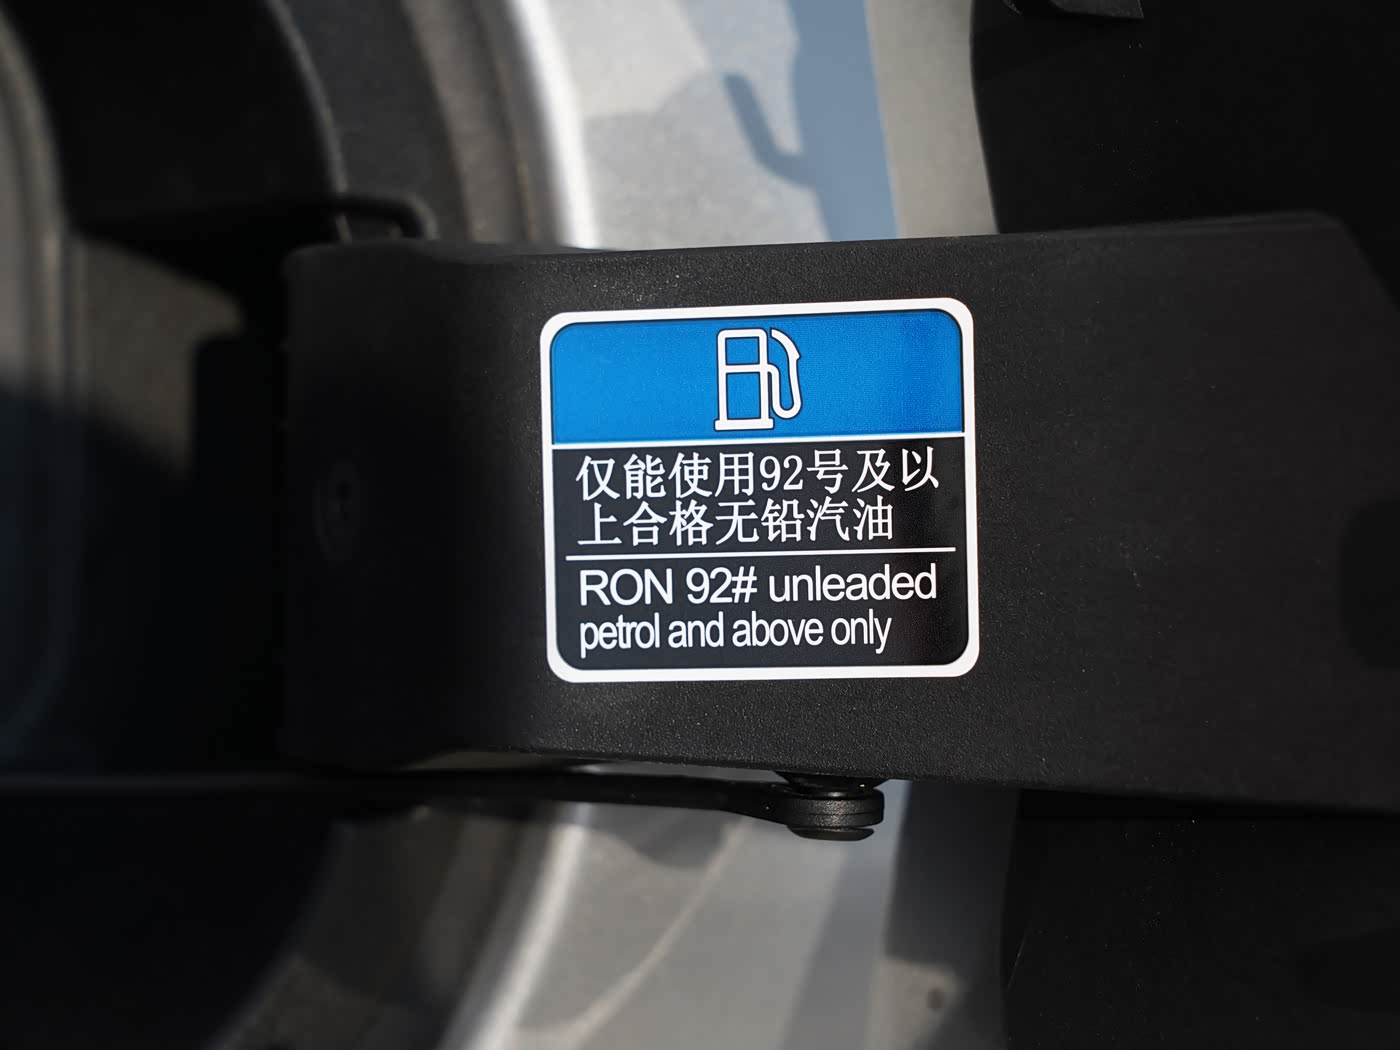 仅能使用92号及以
上合格无铅汽油
RON 92# unleaded
petrol and above only